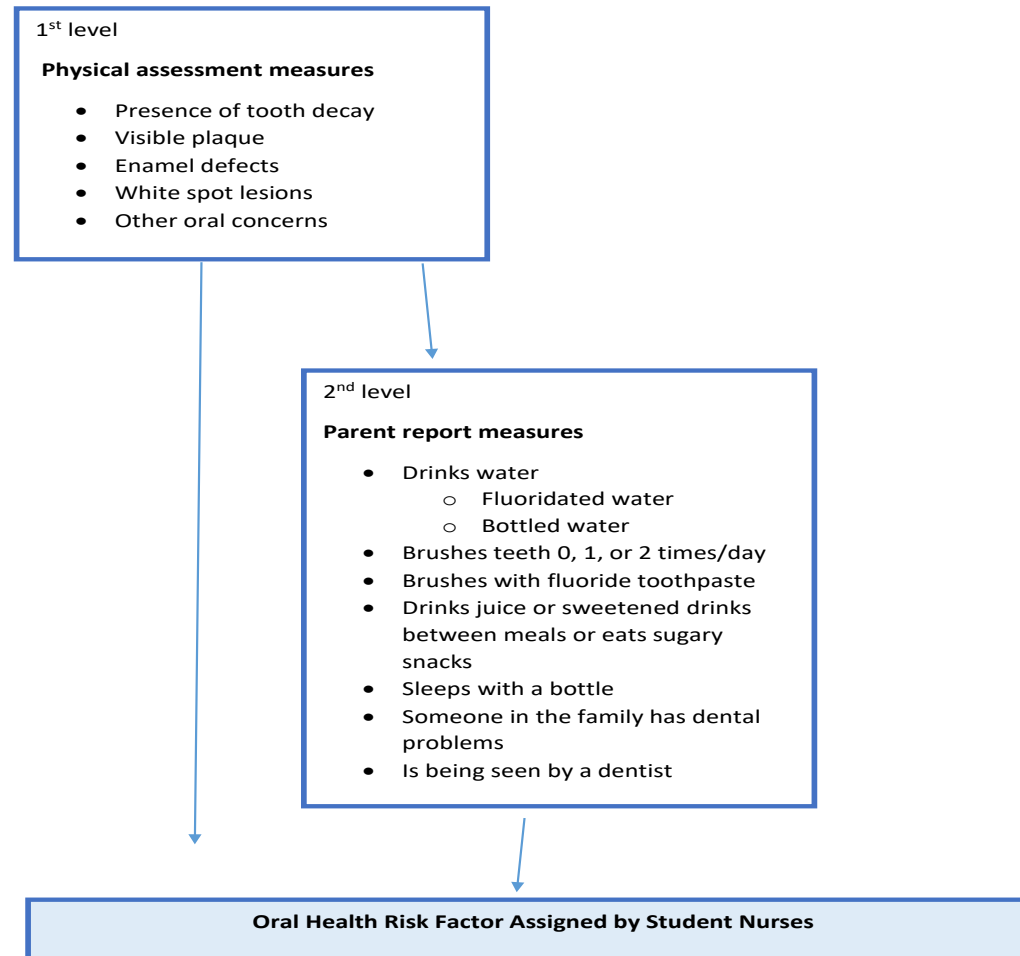 1st level
Physical assessment measures
• Presence of tooth decay
• Visible plaque
• Enamel defects
• White spot lesions
• Other oral concerns
2nd level
Parent report measures
• Drinks water
o Fluoridated water
o Bottled water
• Brushes teeth 0, 1, or 2 times/day
• Brushes with fluoride toothpaste
• Drinks juice or sweetened drinks
between meals or eats sugary
snacks
• Sleeps with a bottle
• Someone in the family has dental
problems
• Is being seen by a dentist
Oral Health Risk Factor Assigned by Student Nurses